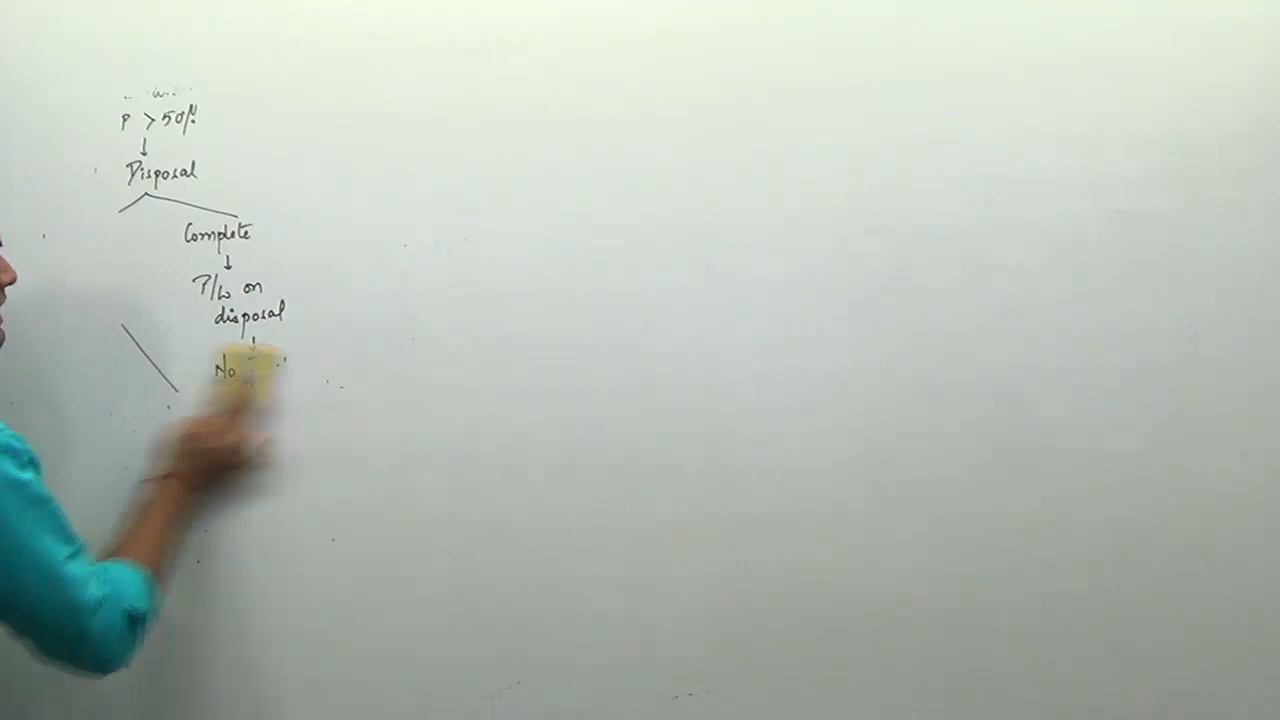 P > 50%
↓
Disposal
Complete
↓
P/L on
disposal
↓
No